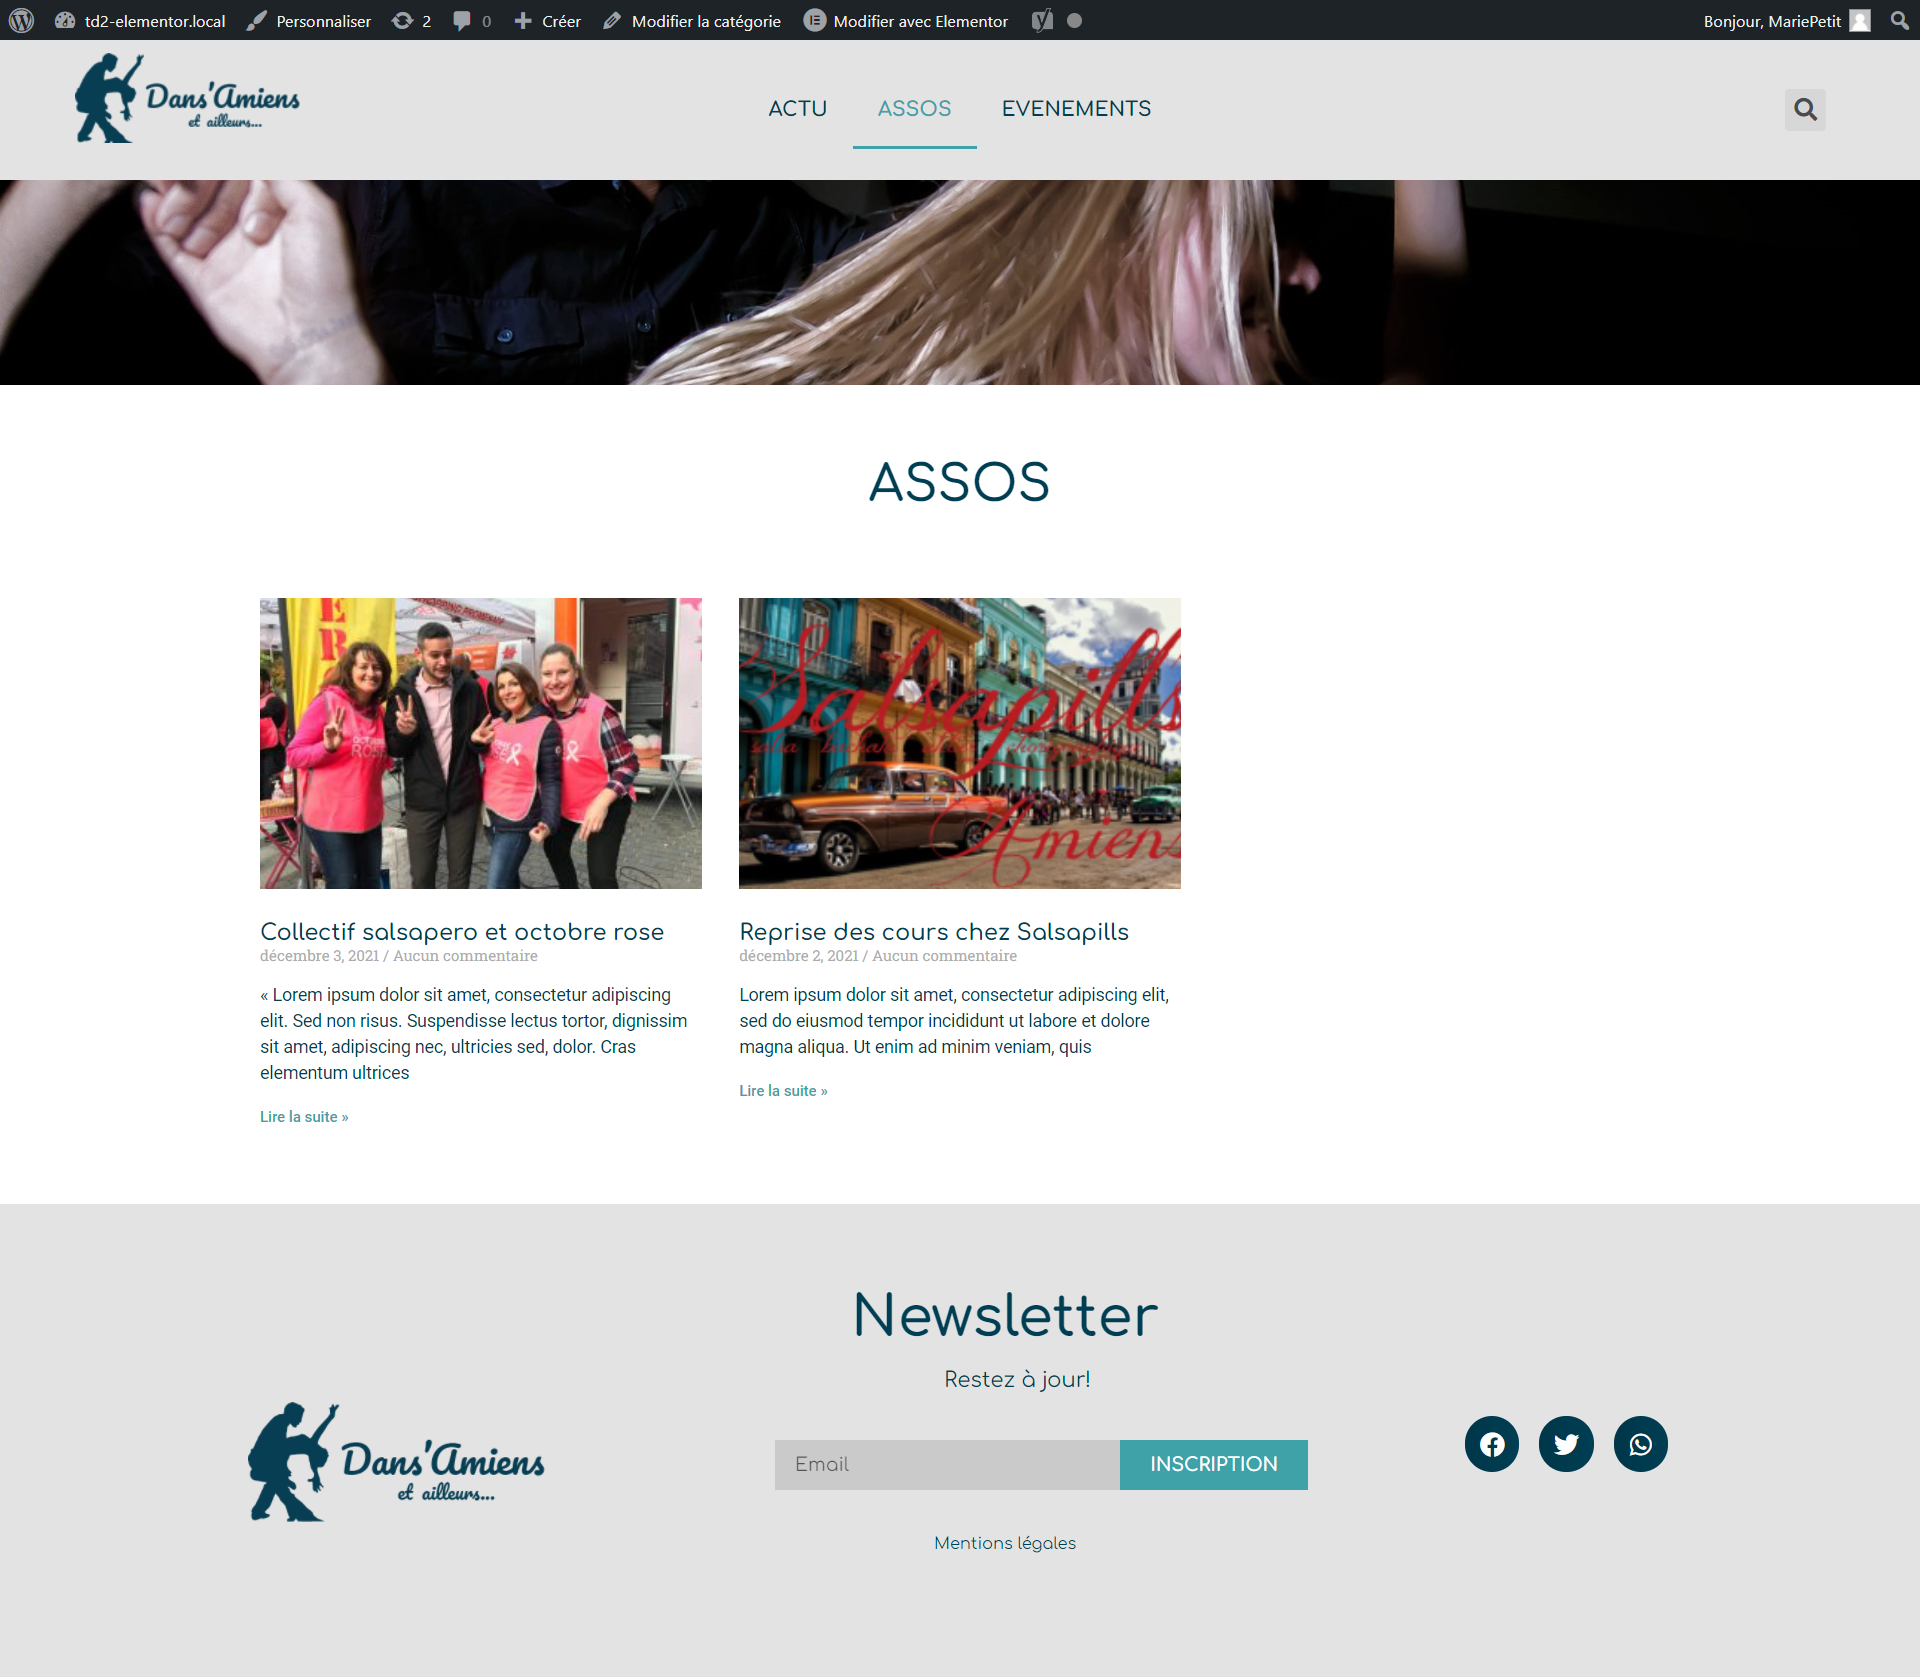 td2-elementor.local Personnaliser 2 0 Créer Modifier la catégorie Modifier avec Elementor Bonjour, MariePetit
Dans'Amiens
et ailleurs...
ACTU ASSOS EVENEMENTS
ASSOS
ER
OCTOBRE
ROSE
Salsapills
salsa
Amiens
Collectif salsapero et octobre rose
décembre 3, 2021 / Aucun commentaire
« Lorem ipsum dolor sit amet, consectetur adipiscing
elit. Sed non risus. Suspendisse lectus tortor, dignissim
sit amet, adipiscing nec, ultricies sed, dolor. Cras
elementum ultrices
Lire la suite »
Reprise des cours chez Salsapills
décembre 2, 2021 / Aucun commentaire
Lorem ipsum dolor sit amet, consectetur adipiscing elit,
sed do eiusmod tempor incididunt ut labore et dolore
magna aliqua. Ut enim ad minim veniam, quis
Lire la suite »
Newsletter
Restez à jour!
Dans'Amiens
et ailleurs...
Email INSCRIPTION
Mentions légales